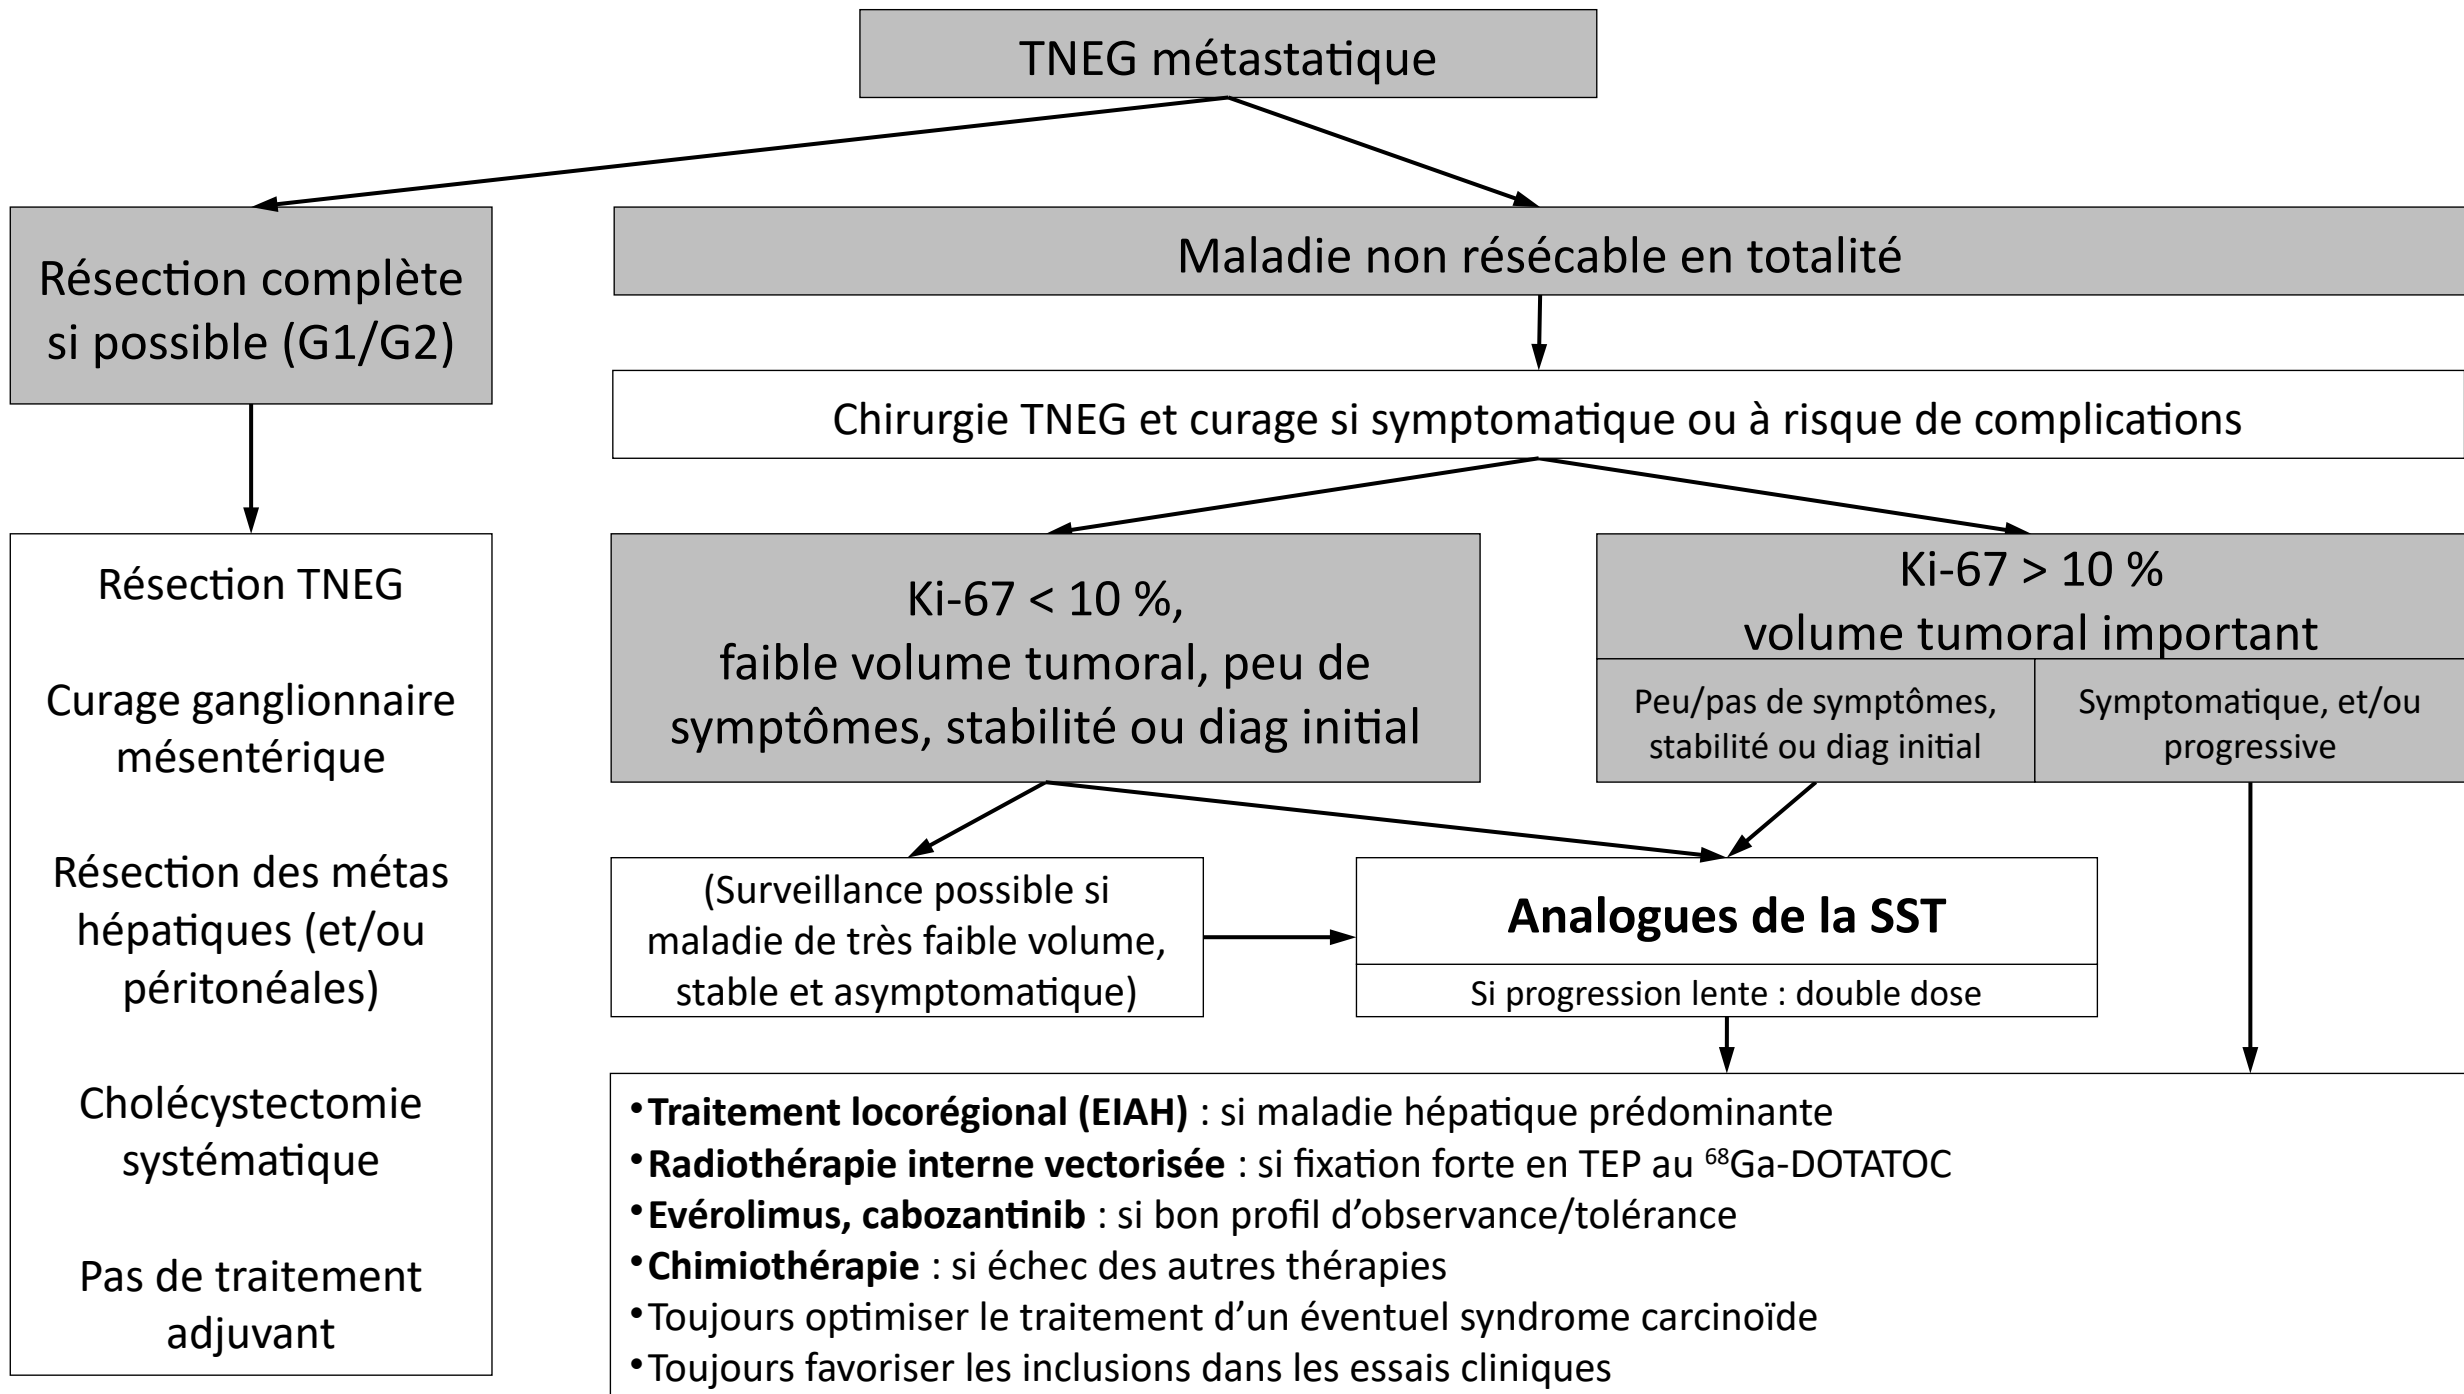 TNEG métastatique
Résection complète
si possible (G1/G2)
Maladie non résécable en totalité
Chirurgie TNEG et curage si symptomatique ou à risque de complications
Résection TNEG
Curage ganglionnaire
mésentérique
Résection des métas
hépatiques (et/ou
péritonéales)
Cholécystectomie
systématique
Pas de traitement
adjuvant
Ki-67 < 10 %,
faible volume tumoral, peu de
symptômes, stabilité ou diag initial
Ki-67 > 10 %
volume tumoral important
Peu/pas de symptômes,
stabilité ou diag initial
Symptomatique, et/ou
progressive
(Surveillance possible si
maladie de très faible volume,
stable et asymptomatique)
Analogues de la SST
Si progression lente : double dose
•Traitement locorégional (EIAH) : si maladie hépatique prédominante
•Radiothérapie interne vectorisée : si fixation forte en TEP au ⁶⁸Ga-DOTATOC
•Evérolimus, cabozantinib : si bon profil d’observance/tolérance
•Chimiothérapie : si échec des autres thérapies
•Toujours optimiser le traitement d’un éventuel syndrome carcinoïde
•Toujours favoriser les inclusions dans les essais cliniques